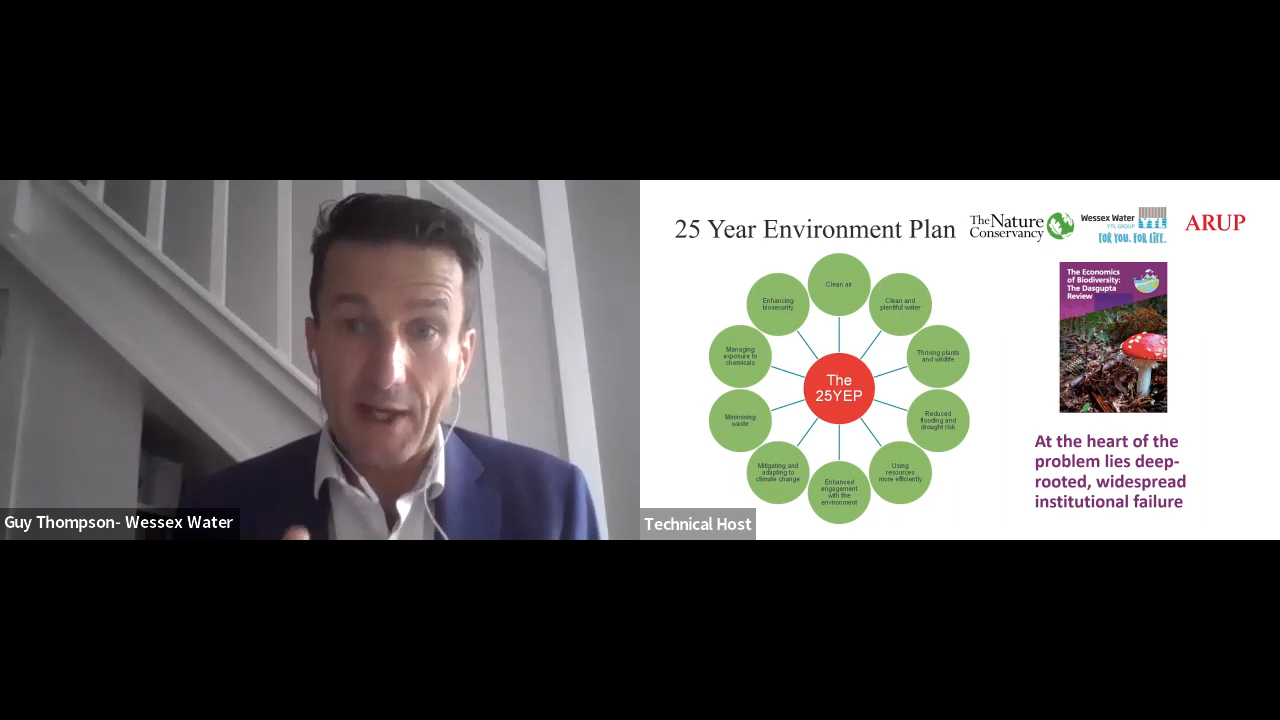 Guy Thompson- Wessex Water
25 Year Environment Plan
The Nature
Conservancy
Wessex Water
YTL GROUP
YTL
FOR YOU. FOR LIFE.
ARUP
Clean air
Clean and
plentiful water
Thriving plants
and wildlife
Reduced
flooding and
drought risk
Using
resources
more efficiently
Enhanced
engagement
with the
environment
Mitigating and
adapting to
climate change
Minimising
waste
Managing
exposure to
chemicals
Enhancing
biosecurity
The
25YEP
The Economics
of Biodiversity:
The Dasgupta
Review
At the heart of the
problem lies deep-
rooted, widespread
institutional failure
Technical Host